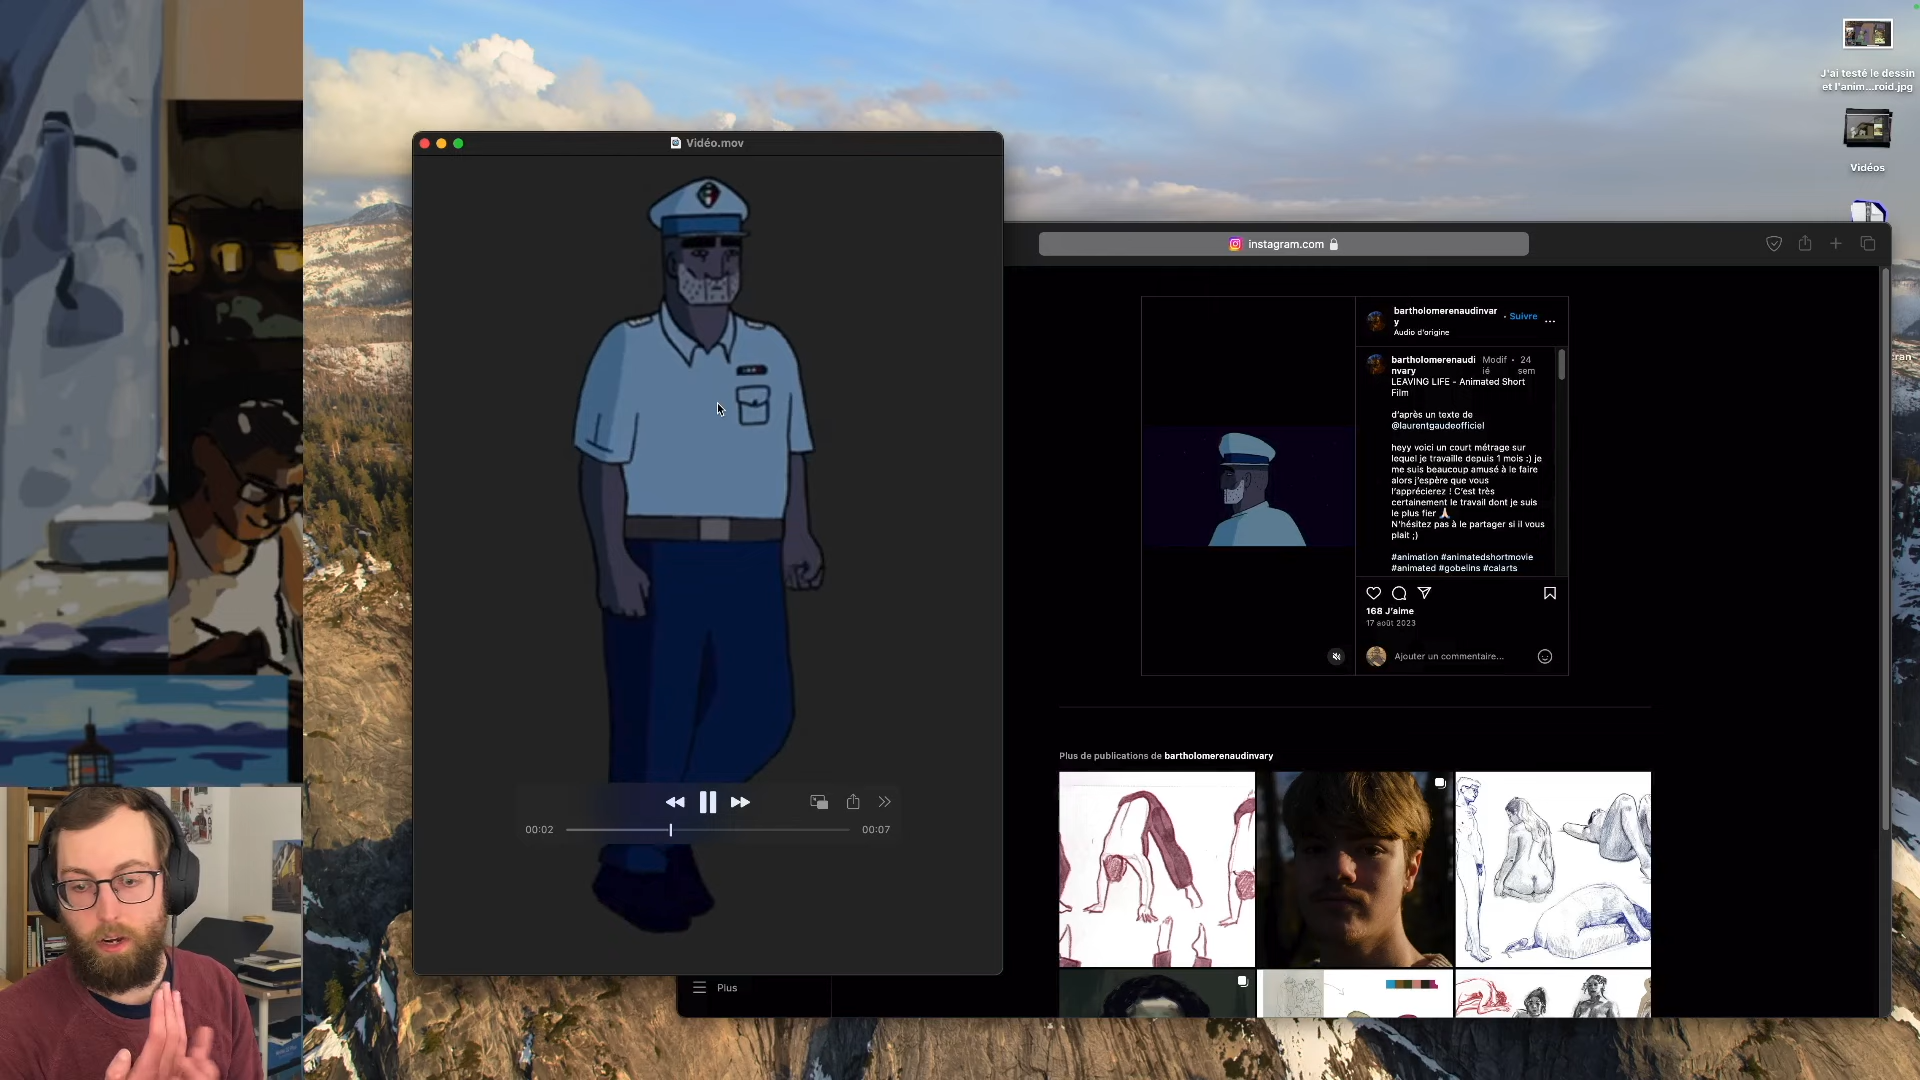 J'ai testé le dessin
et l'anim...roid.jpg
Vidéo.mov
Vidéos
instagram.com
bartholomerenaudinvar
y
• Suivre
...
Audio d'origine
bartholomerenaudi
nvary
Modif
ié
• 24
sem
LEAVING LIFE - Animated Short
Film
d'après un texte de
@laurentgaudeofficiel
heyy voici un court métrage sur
lequel je travaille depuis 1 mois :) je
me suis beaucoup amusé à le faire
alors j'espère que vous
l'apprécierez ! C'est très
certainement le travail dont je suis
le plus fier 🙏
N'hésitez pas à le partager si il vous
plait ;)
#animation #animatedshortmovie
#animated #gobelins #calarts
168 J'aime
17 août 2023
Ajouter un commentaire...
00:02
00:07
Plus de publications de bartholomerenaudinvary
Plus